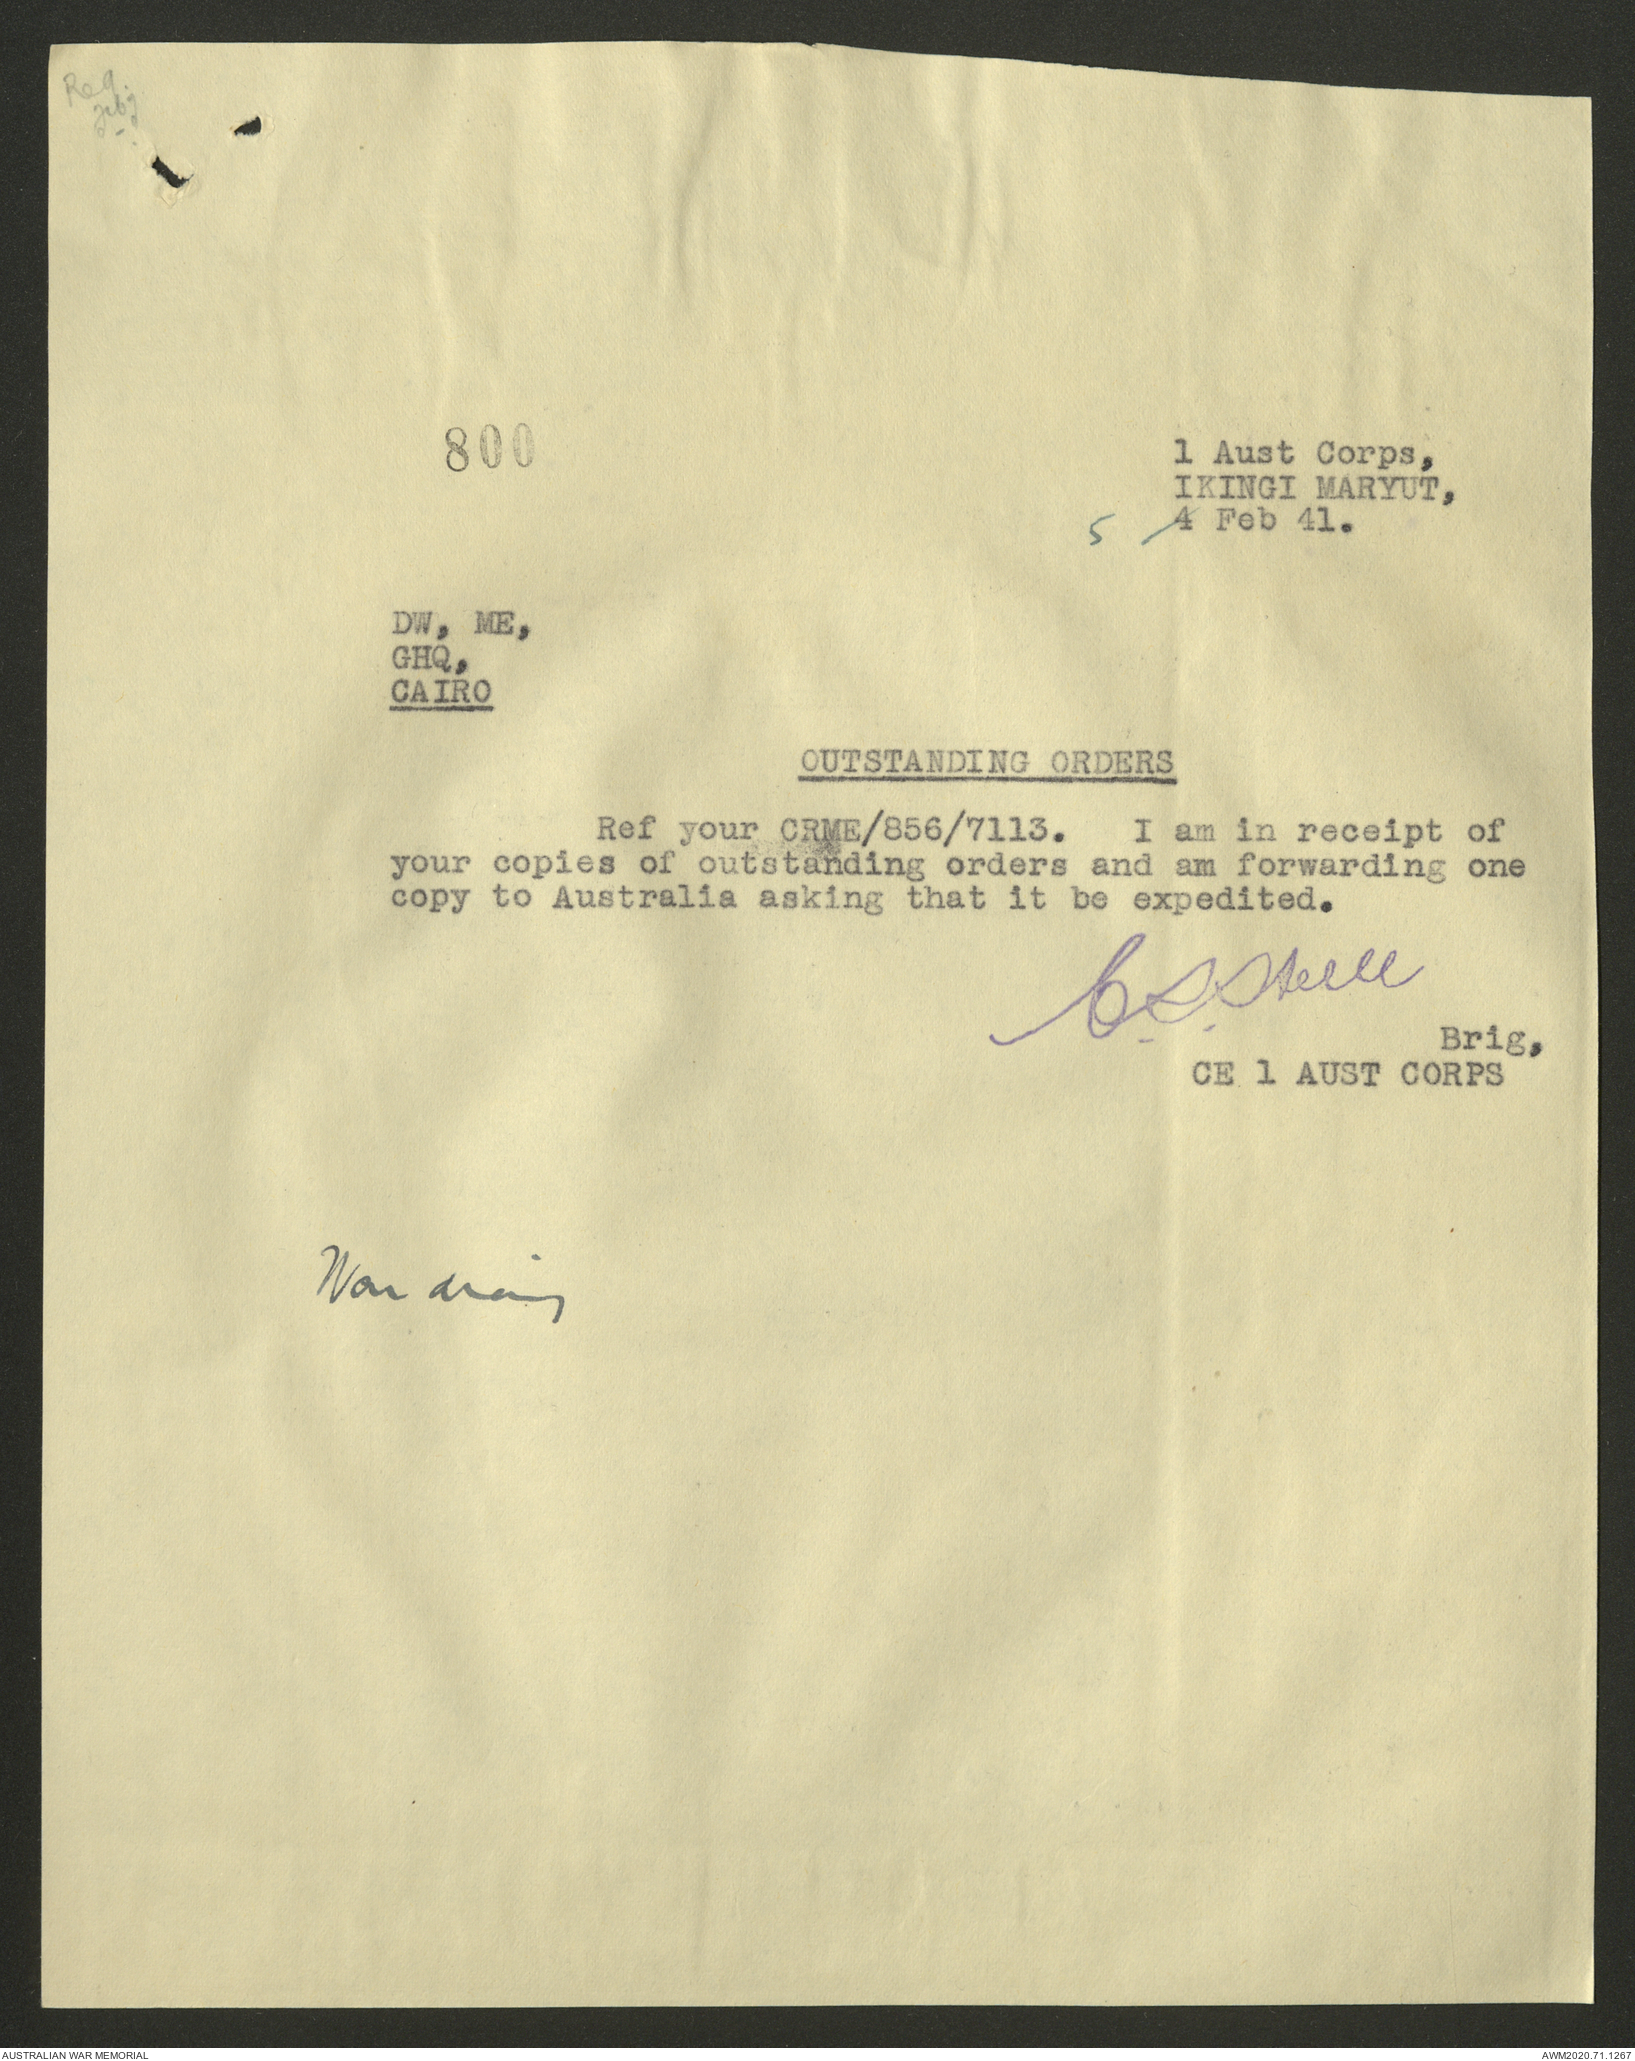 Req.
800
1 Aust Corps,
IKINGI MARYUT,
5 4 Feb 41.
DW, ME,
GHQ,
CAIRO
OUTSTANDING ORDERS
Ref your CRME/856/7113. I am in receipt of
your copies of outstanding orders and am forwarding one
copy to Australia asking that it be expedited.
C.S. Steele
Brig,
CE 1 AUST CORPS
War diary
AUSTRALIAN WAR MEMORIAL
AWM2020.71.1267